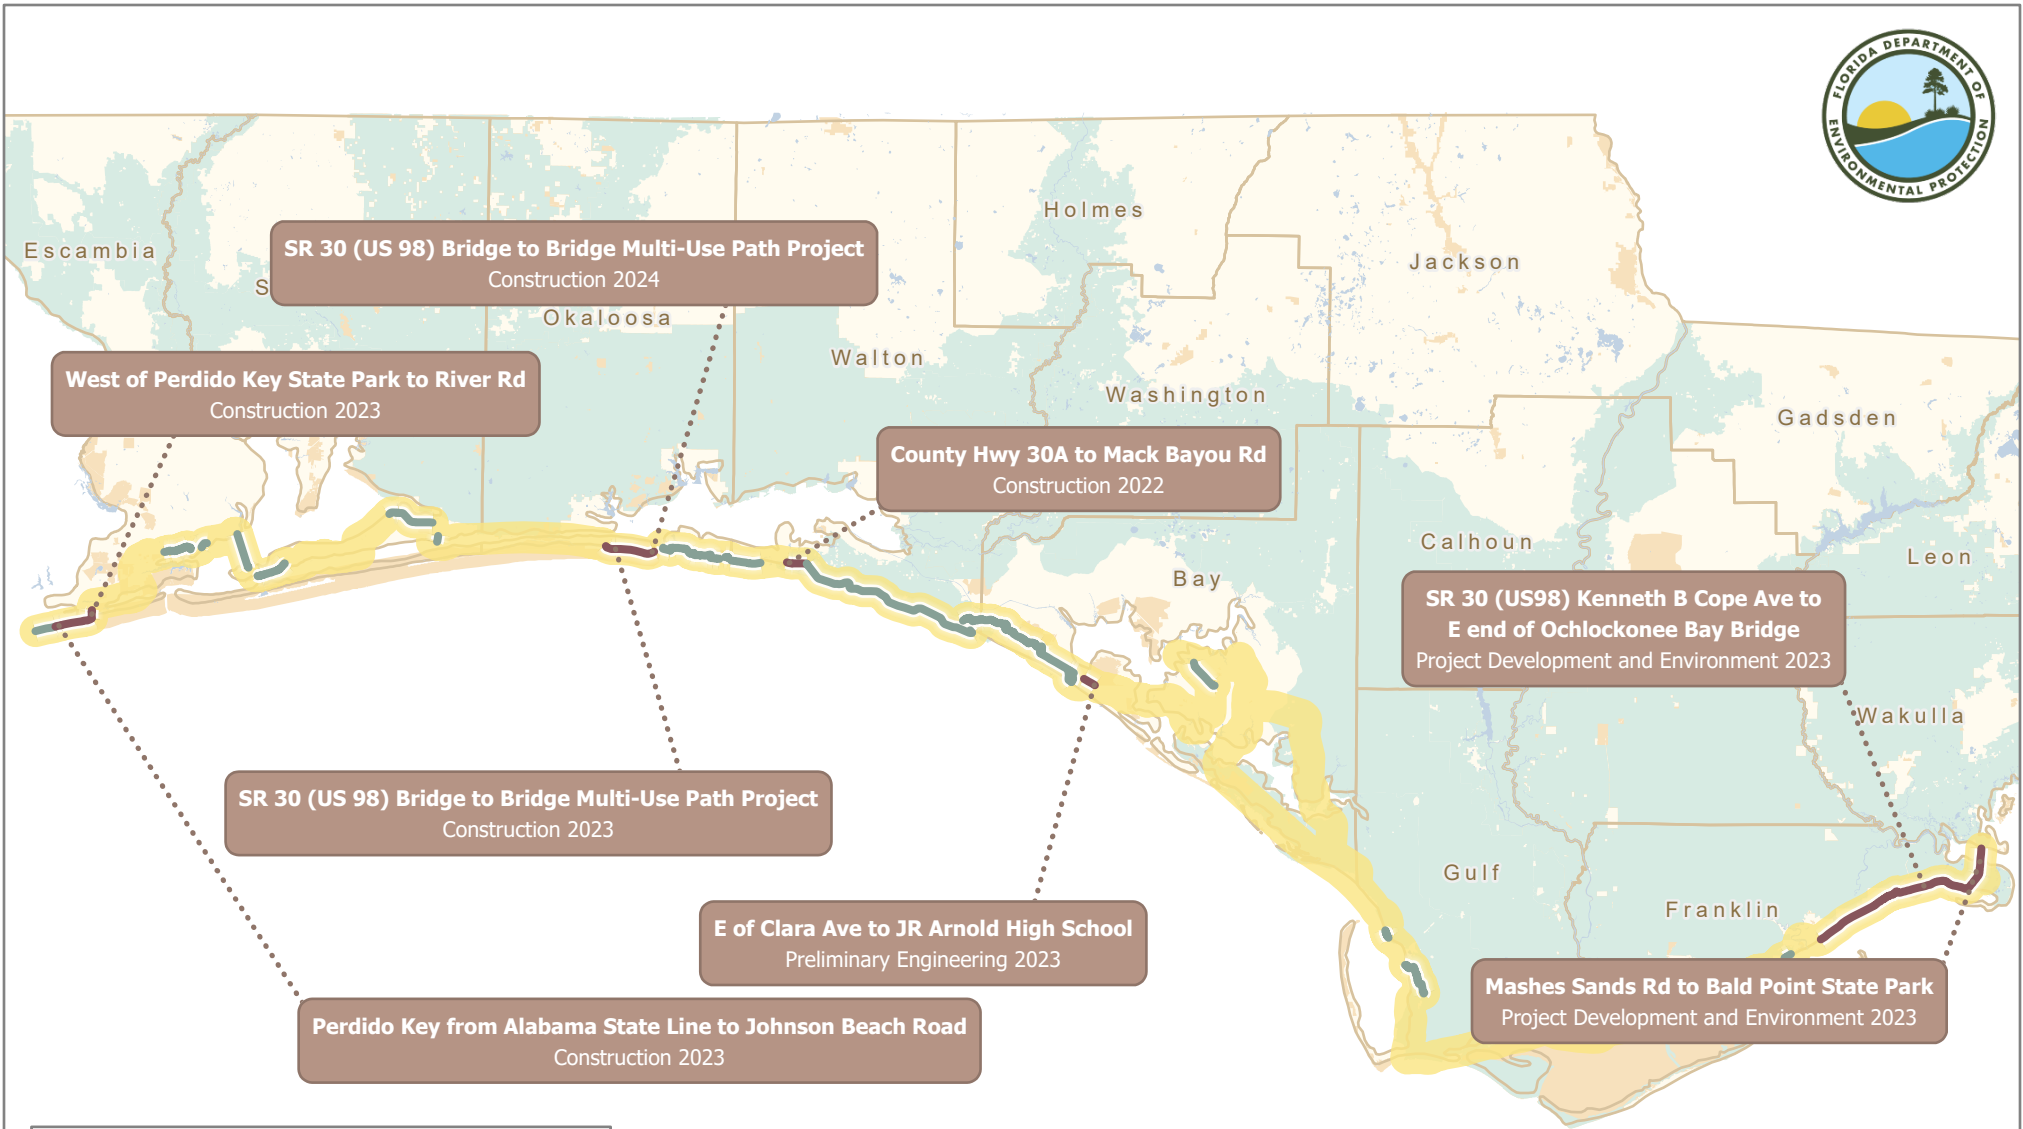 FLORIDA DEPARTMENT OF
ENVIRONMENTAL PROTECTION
Escambia
S
Okaloosa
Walton
Holmes
Washington
Jackson
Bay
Calhoun
Gadsden
Leon
Wakulla
Gulf
Franklin
SR 30 (US 98) Bridge to Bridge Multi-Use Path Project
Construction 2024
West of Perdido Key State Park to River Rd
Construction 2023
County Hwy 30A to Mack Bayou Rd
Construction 2022
SR 30 (US98) Kenneth B Cope Ave to
E end of Ochlockonee Bay Bridge
Project Development and Environment 2023
SR 30 (US 98) Bridge to Bridge Multi-Use Path Project
Construction 2023
E of Clara Ave to JR Arnold High School
Preliminary Engineering 2023
Mashes Sands Rd to Bald Point State Park
Project Development and Environment 2023
Perdido Key from Alabama State Line to Johnson Beach Road
Construction 2023